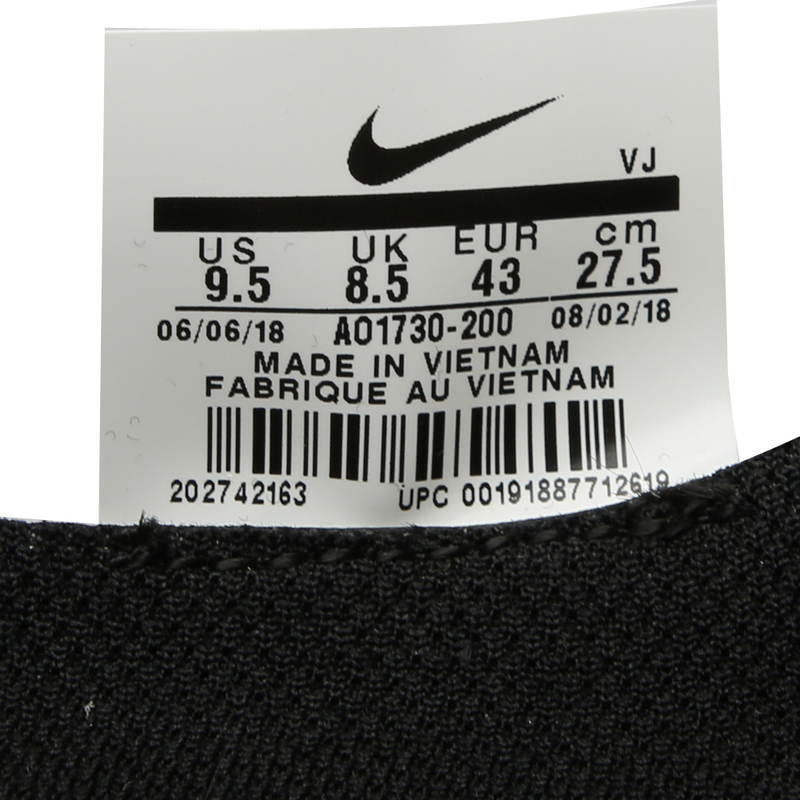 VJ
US UK EUR cm
9.5 8.5 43 27.5
06/06/18 AO1730-200 08/02/18
MADE IN VIETNAM
FABRIQUE AU VIETNAM
202742163 UPC 00191887712619